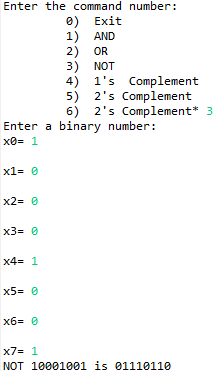 Enter the command number:
0) Exit
1) AND
2) OR
3) NOT
4) 1's Complement
5) 2's Complement
6) 2's Complement* 3
Enter a binary number:
x0= 1
x1= 0
x2= 0
x3= 0
x4= 1
x5= 0
x6= 0
x7= 1
NOT 10001001 is 01110110